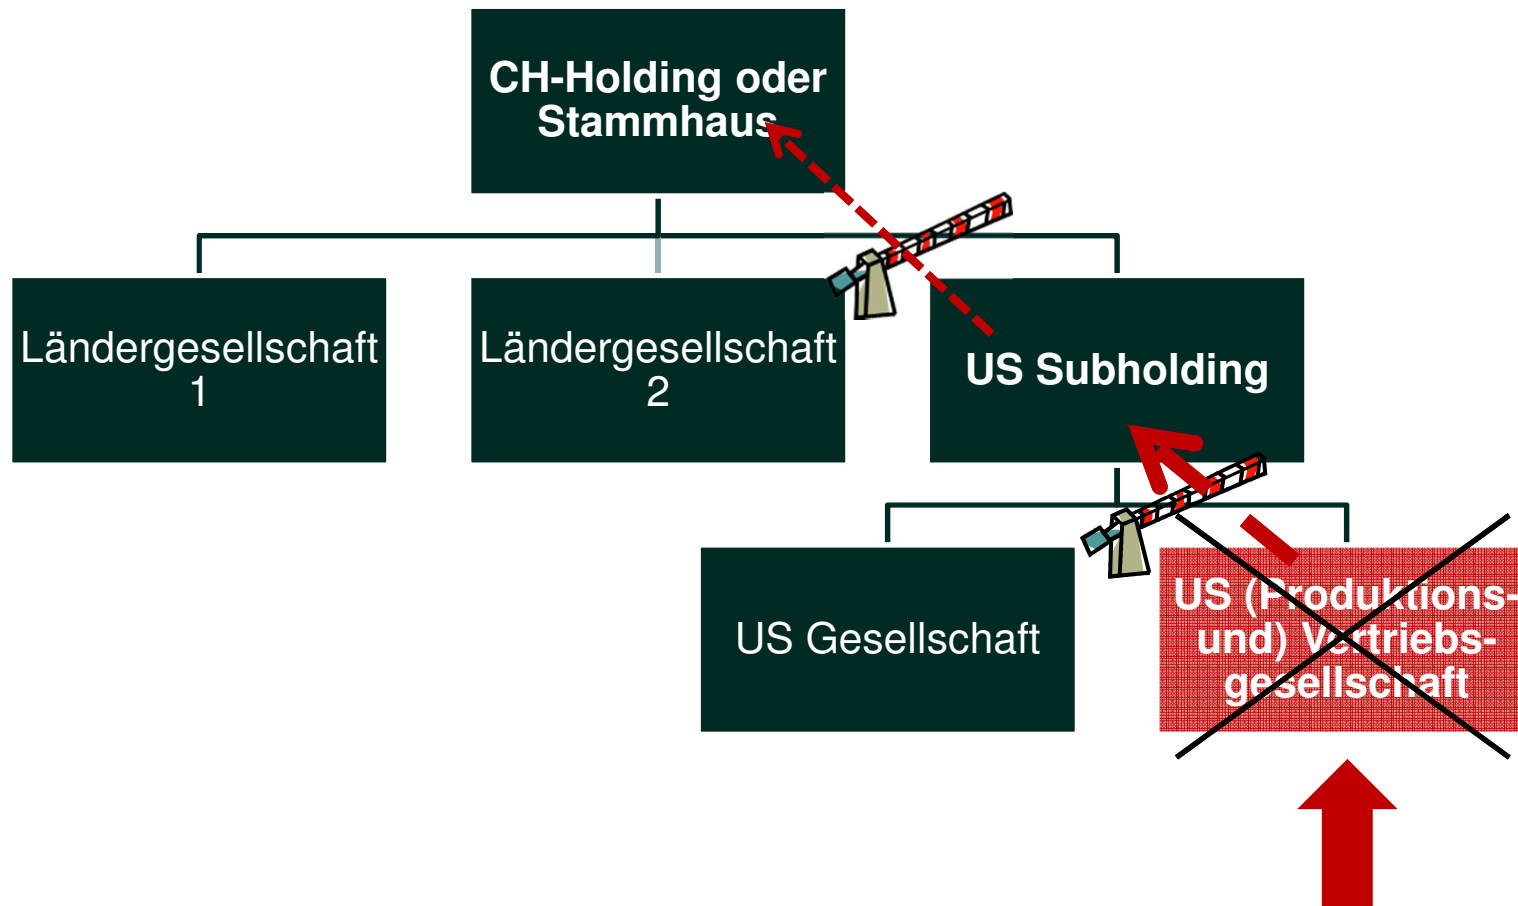 CH-Holding oder
Stammhaus
Ländergesellschaft
1
Ländergesellschaft
2
US Subholding
US Gesellschaft
US (Produktions-
und) Vertriebs-
gesellschaft